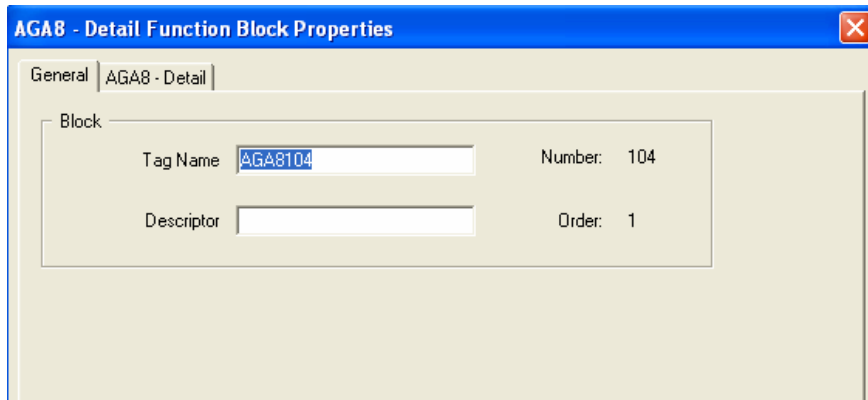 AGA8 - Detail Function Block Properties
General AGA8 - Detail
Block
Tag Name AGA8104 Number: 104
Descriptor Order: 1